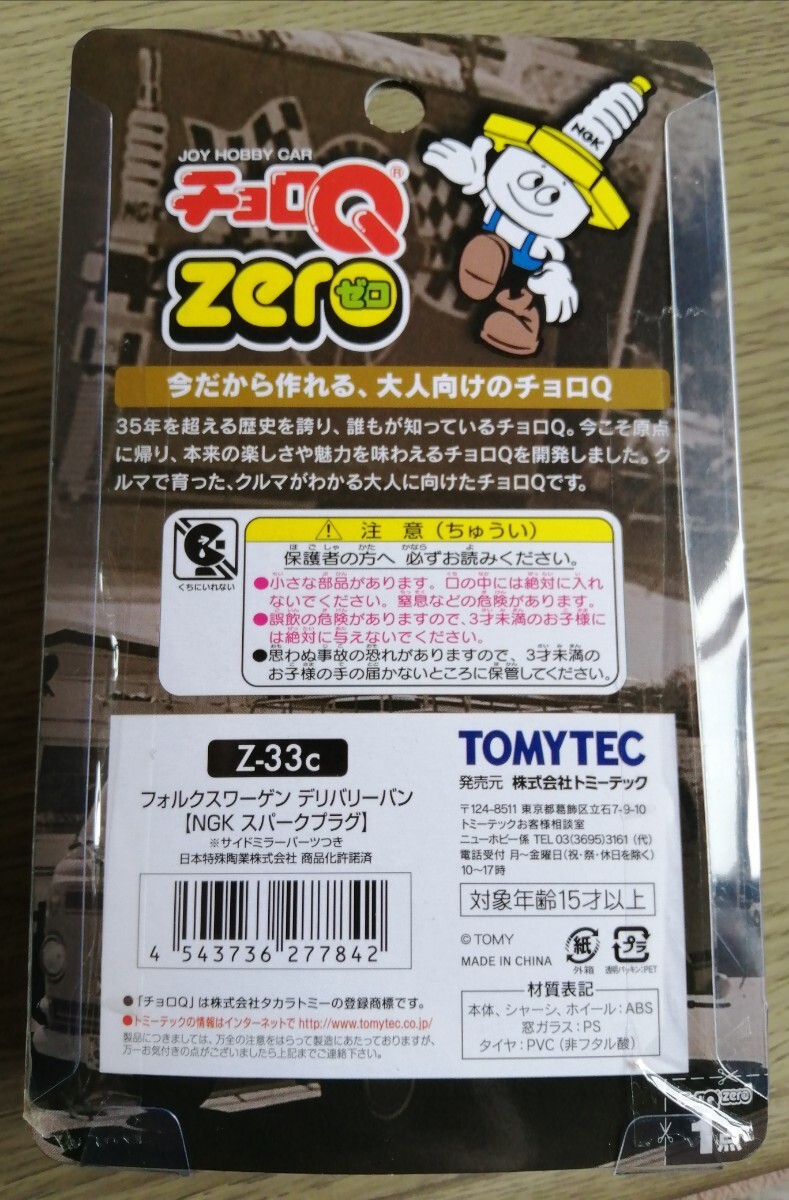 NGK
JOY HOBBY CAR
チョロQ®
zeroゼロ
今だから作れる、大人向けのチョロQ
35年を超える歴史を誇り、誰もが知っているチョロQ。今こそ原点
に帰り、本来の楽しさや魅力を味わえるチョロQを開発しました。ク
ルマで育った、クルマがわかる大人に向けたチョロQです。
くちにいれない
⚠ 注意(ちゅうい)
保護者の方へ 必ずお読みください。
●小さな部品があります。口の中には絶対に入れ
ないでください。窒息などの危険があります。
●誤飲の危険がありますので、3才未満のお子様に
は絶対に与えないでください。
●思わぬ事故の恐れがありますので、3才未満の
お子様の手の届かないところに保管してください。
Z-33c
フォルクスワーゲン デリバリーバン
【NGK スパークプラグ】
※サイドミラーパーツつき
日本特殊陶業株式会社 商品化許諾済
4 543736 277842
TOMYTEC
発売元 株式会社トミーテック
〒124-8511 東京都葛飾区立石7-9-10
トミーテックお客様相談室
ニューホビー係 TEL 03(3695)3161 (代)
電話受付 月〜金曜日(祝・祭・休日を除く)
10〜17時
対象年齢15才以上
© TOMY
MADE IN CHINA
紙
外箱
プラ
透明パッキン:PET
材質表記
本体、シャーシ、ホイール:ABS
窓ガラス:PS
タイヤ:PVC (非フタル酸)
●「チョロQ」は株式会社タカラトミーの登録商標です。
●トミーテックの情報はインターネットで http://www.tomytec.co.jp/
製品につきましては、万全の注意をはらって製造にあたっておりますが、
万一お気付きの点がございましたら上記までご連絡下さい。
zero
1点